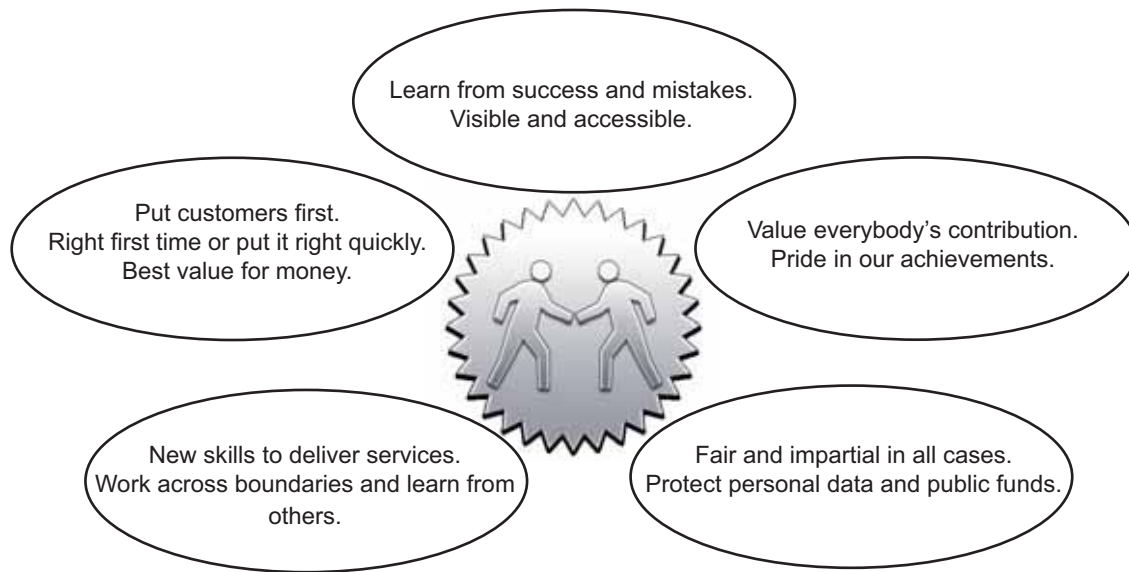 Learn from success and mistakes.
Visible and accessible.
Put customers first.
Right first time or put it right quickly.
Best value for money.
Value everybody’s contribution.
Pride in our achievements.
New skills to deliver services.
Work across boundaries and learn from
others.
Fair and impartial in all cases.
Protect personal data and public funds.